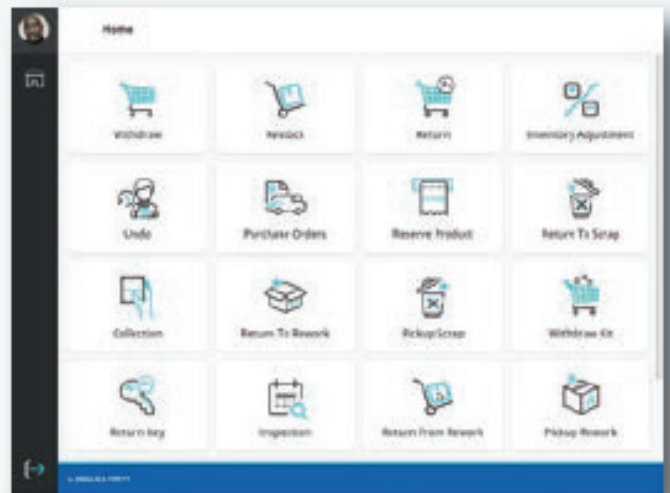 Home
Withdraw
Restock
Return
Inventory Adjustment
Undo
Purchase Orders
Reserve Product
Return To Scrap
Collection
Return To Rework
Pickup Scrap
Withdraw Kit
Return Key
Inspection
Return From Rework
Pickup Rework